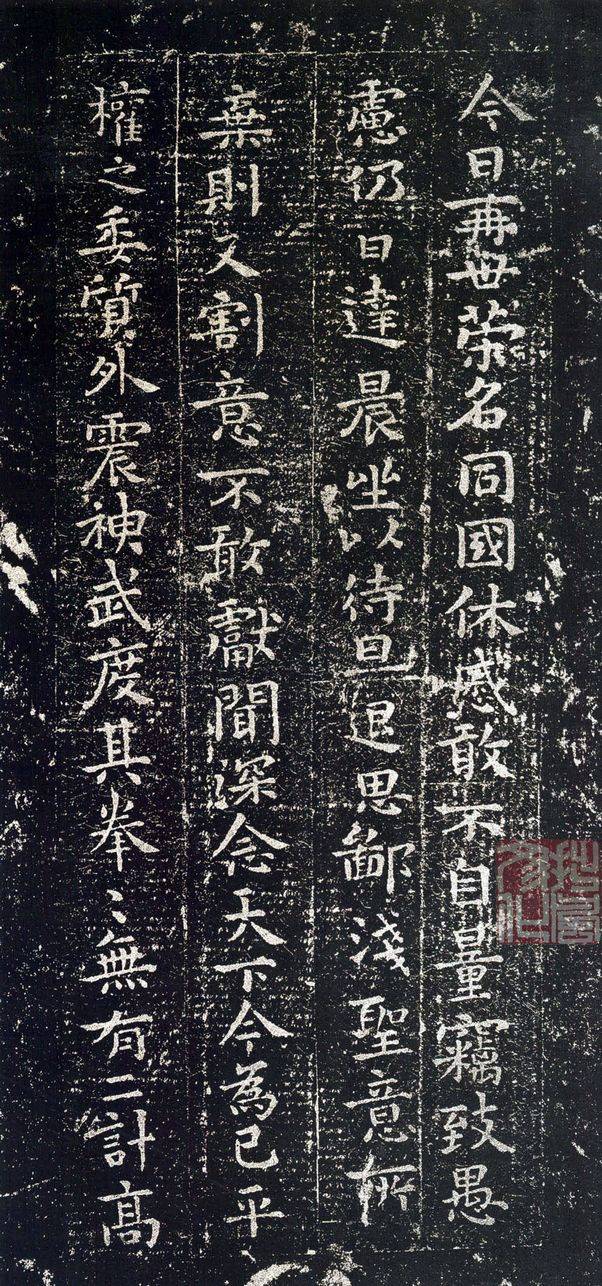 今日再世荣名同國休慼敢不自量竊致愚
慮仍日達晨坐以待旦退思鄙淺聖意所
棄則又割意不敢獻聞深念天下今為已平
權之委質外震神武度其拳〻無有二計高